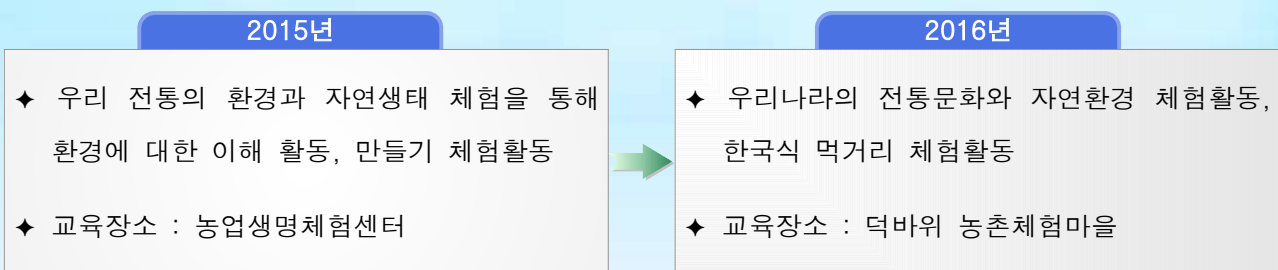 2015년
✦ 우리 전통의 환경과 자연생태 체험을 통해
환경에 대한 이해 활동, 만들기 체험활동
✦ 교육장소 : 농업생명체험센터
2016년
✦ 우리나라의 전통문화와 자연환경 체험활동,
한국식 먹거리 체험활동
✦ 교육장소 : 덕바위 농촌체험마을